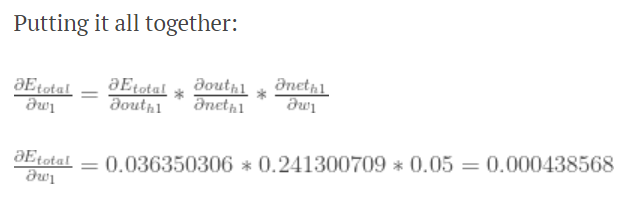 Putting it all together:
∂E_total/∂w_1 = ∂E_total/∂out_h1 * ∂out_h1/∂net_h1 * ∂net_h1/∂w_1
∂E_total/∂w_1 = 0.036350306 * 0.241300709 * 0.05 = 0.000438568